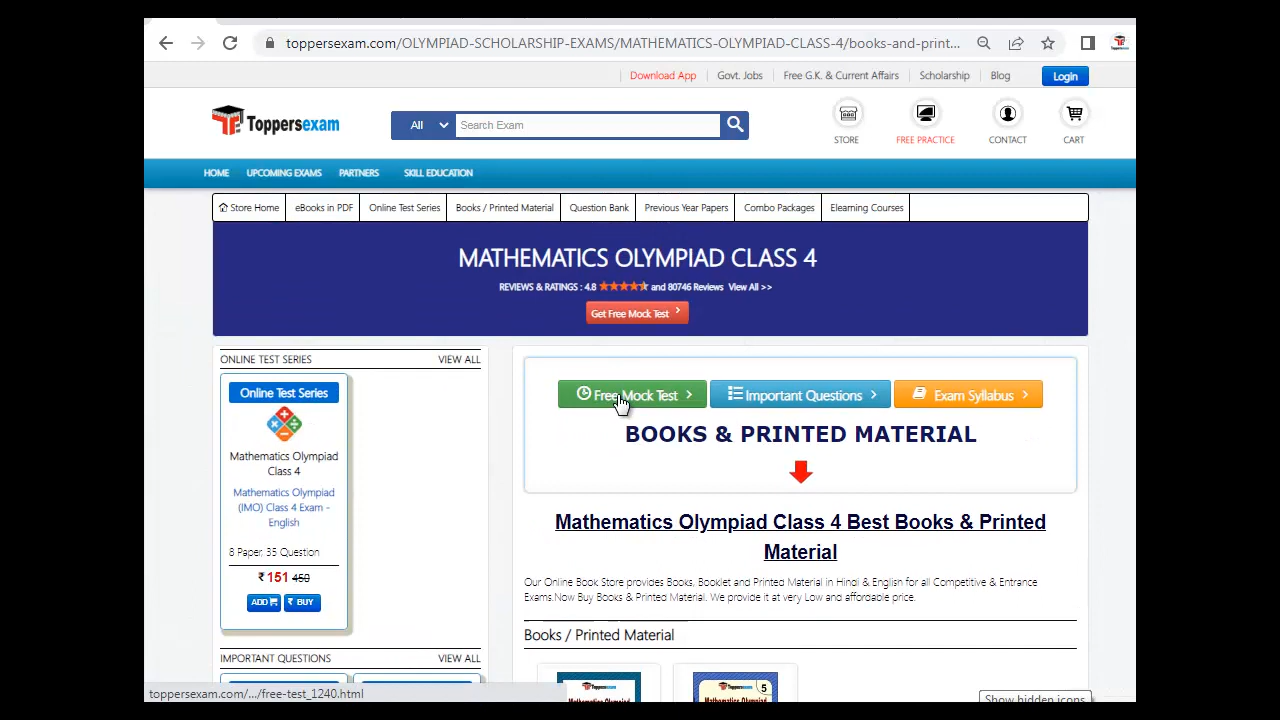 toppersexam.com/OLYMPIAD-SCHOLARSHIP-EXAMS/MATHEMATICS-OLYMPIAD-CLASS-4/books-and-print...
Toppersexam
Download App
Govt. Jobs
Free G.K. & Current Affairs
Scholarship
Blog
Login
Toppersexam
All
Search Exam
STORE
FREE PRACTICE
CONTACT
CART
HOME
UPCOMING EXAMS
PARTNERS
SKILL EDUCATION
Store Home
eBooks in PDF
Online Test Series
Books / Printed Material
Question Bank
Previous Year Papers
Combo Packages
Elearning Courses
MATHEMATICS OLYMPIAD CLASS 4
REVIEWS & RATINGS : 4.8 and 80746 Reviews View All >>
Get Free Mock Test
ONLINE TEST SERIES
VIEW ALL
Online Test Series
Mathematics Olympiad
Class 4
Mathematics Olympiad
(IMO) Class 4 Exam -
English
8 Paper, 35 Question
₹ 151 450
ADD
₹ BUY
IMPORTANT QUESTIONS
VIEW ALL
Free Mock Test
Important Questions
Exam Syllabus
BOOKS & PRINTED MATERIAL
Mathematics Olympiad Class 4 Best Books & Printed
Material
Our Online Book Store provides Books, Booklet and Printed Material in Hindi & English for all Competitive & Entrance
Exams.Now Buy Books & Printed Material. We provide it at very Low and affordable price.
Books / Printed Material
Toppersexam
Mathematics Olympiad
Toppersexam
5
Mathematics Olympiad
toppersexam.com/.../free-test_1240.html
Show hidden icons